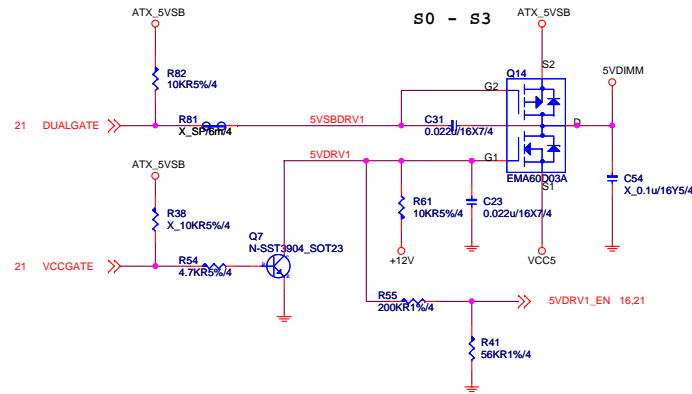 ATX_5VSB
S0 - S3
ATX_5VSB
S2
Q14
5VDIMM
R82
10KR5%/4
G2
R81
X_SP/6m/4
21 DUALGATE
5VSBDRV1
C31
0.022u/16X7/4
D
5VDRV1
G1
ATX_5VSB
EMA60D03A
S1
C54
X_0.1u/16Y5/4
R61
10KR5%/4
C23
0.022u/16X7/4
R38
X_10KR5%/4
Q7
N-SST3904_SOT23
+12V
VCC5
21 VCCGATE
R54
4.7KR5%/4
B
C
E
R55
200KR1%/4
5VDRV1_EN 16,21
R41
56KR1%/4